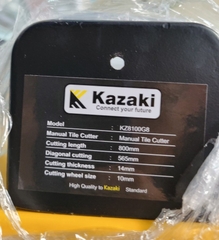 Kazaki
Connect your future
Model : KZ8100G8
Manual Tile Cutter : Manual Tile Cutter
Cutting length : 800mm
Diagonal cutting : 565mm
Cutting thickness : 14mm
Cutting wheel size : 10mm
High Quality to Kazaki Standard